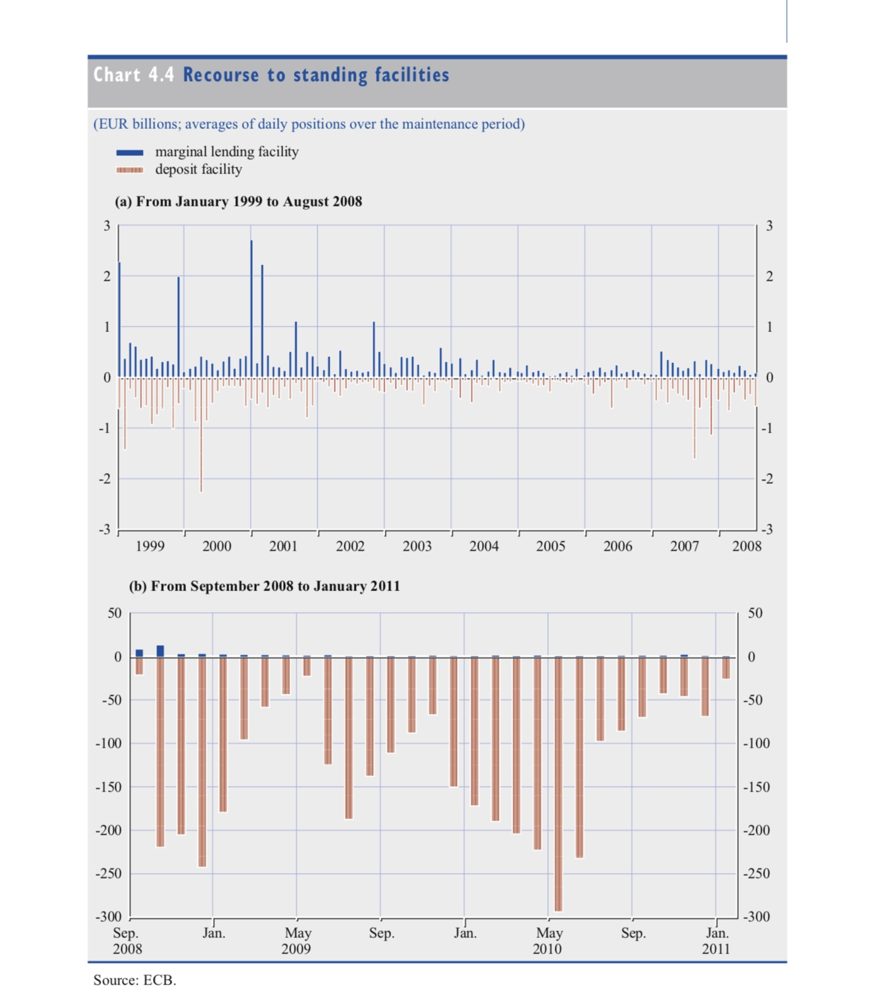 Chart 4.4 Recourse to standing facilities
(EUR billions; averages of daily positions over the maintenance period)
marginal lending facility
deposit facility
(a) From January 1999 to August 2008
3 3
2 2
1 1
0 0
-1 -1
-2 -2
-3 -3
1999 2000 2001 2002 2003 2004 2005 2006 2007 2008
(b) From September 2008 to January 2011
50 50
0 0
-50 -50
-100 -100
-150 -150
-200 -200
-250 -250
-300 -300
Sep. Jan. May Sep. Jan. May Sep. Jan.
2008 2009 2010 2011
Source: ECB.